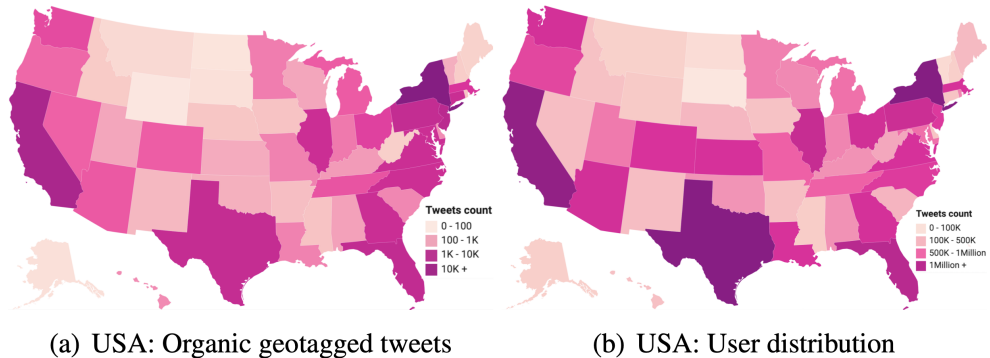 Tweets count
0 - 100
100 - 1K
1K - 10K
10K +
Tweets count
0 - 100K
100K - 500K
500K - 1Million
1Million +
(a) USA: Organic geotagged tweets
(b) USA: User distribution